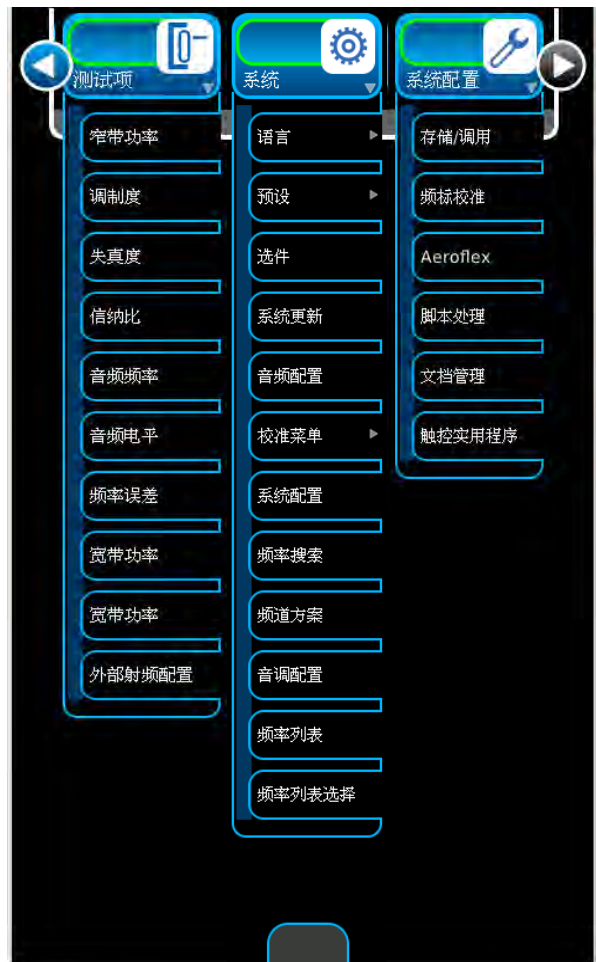 测试项
窄带功率
调制度
失真度
信纳比
音频频率
音频电平
频率误差
宽带功率
宽带功率
外部射频配置
系统
语言
预设
选件
系统更新
音频配置
校准菜单
系统配置
频率搜索
频道方案
音调配置
频率列表
频率列表选择
系统配置
存储/调用
频标校准
Aeroflex
脚本处理
文档管理
触控实用程序